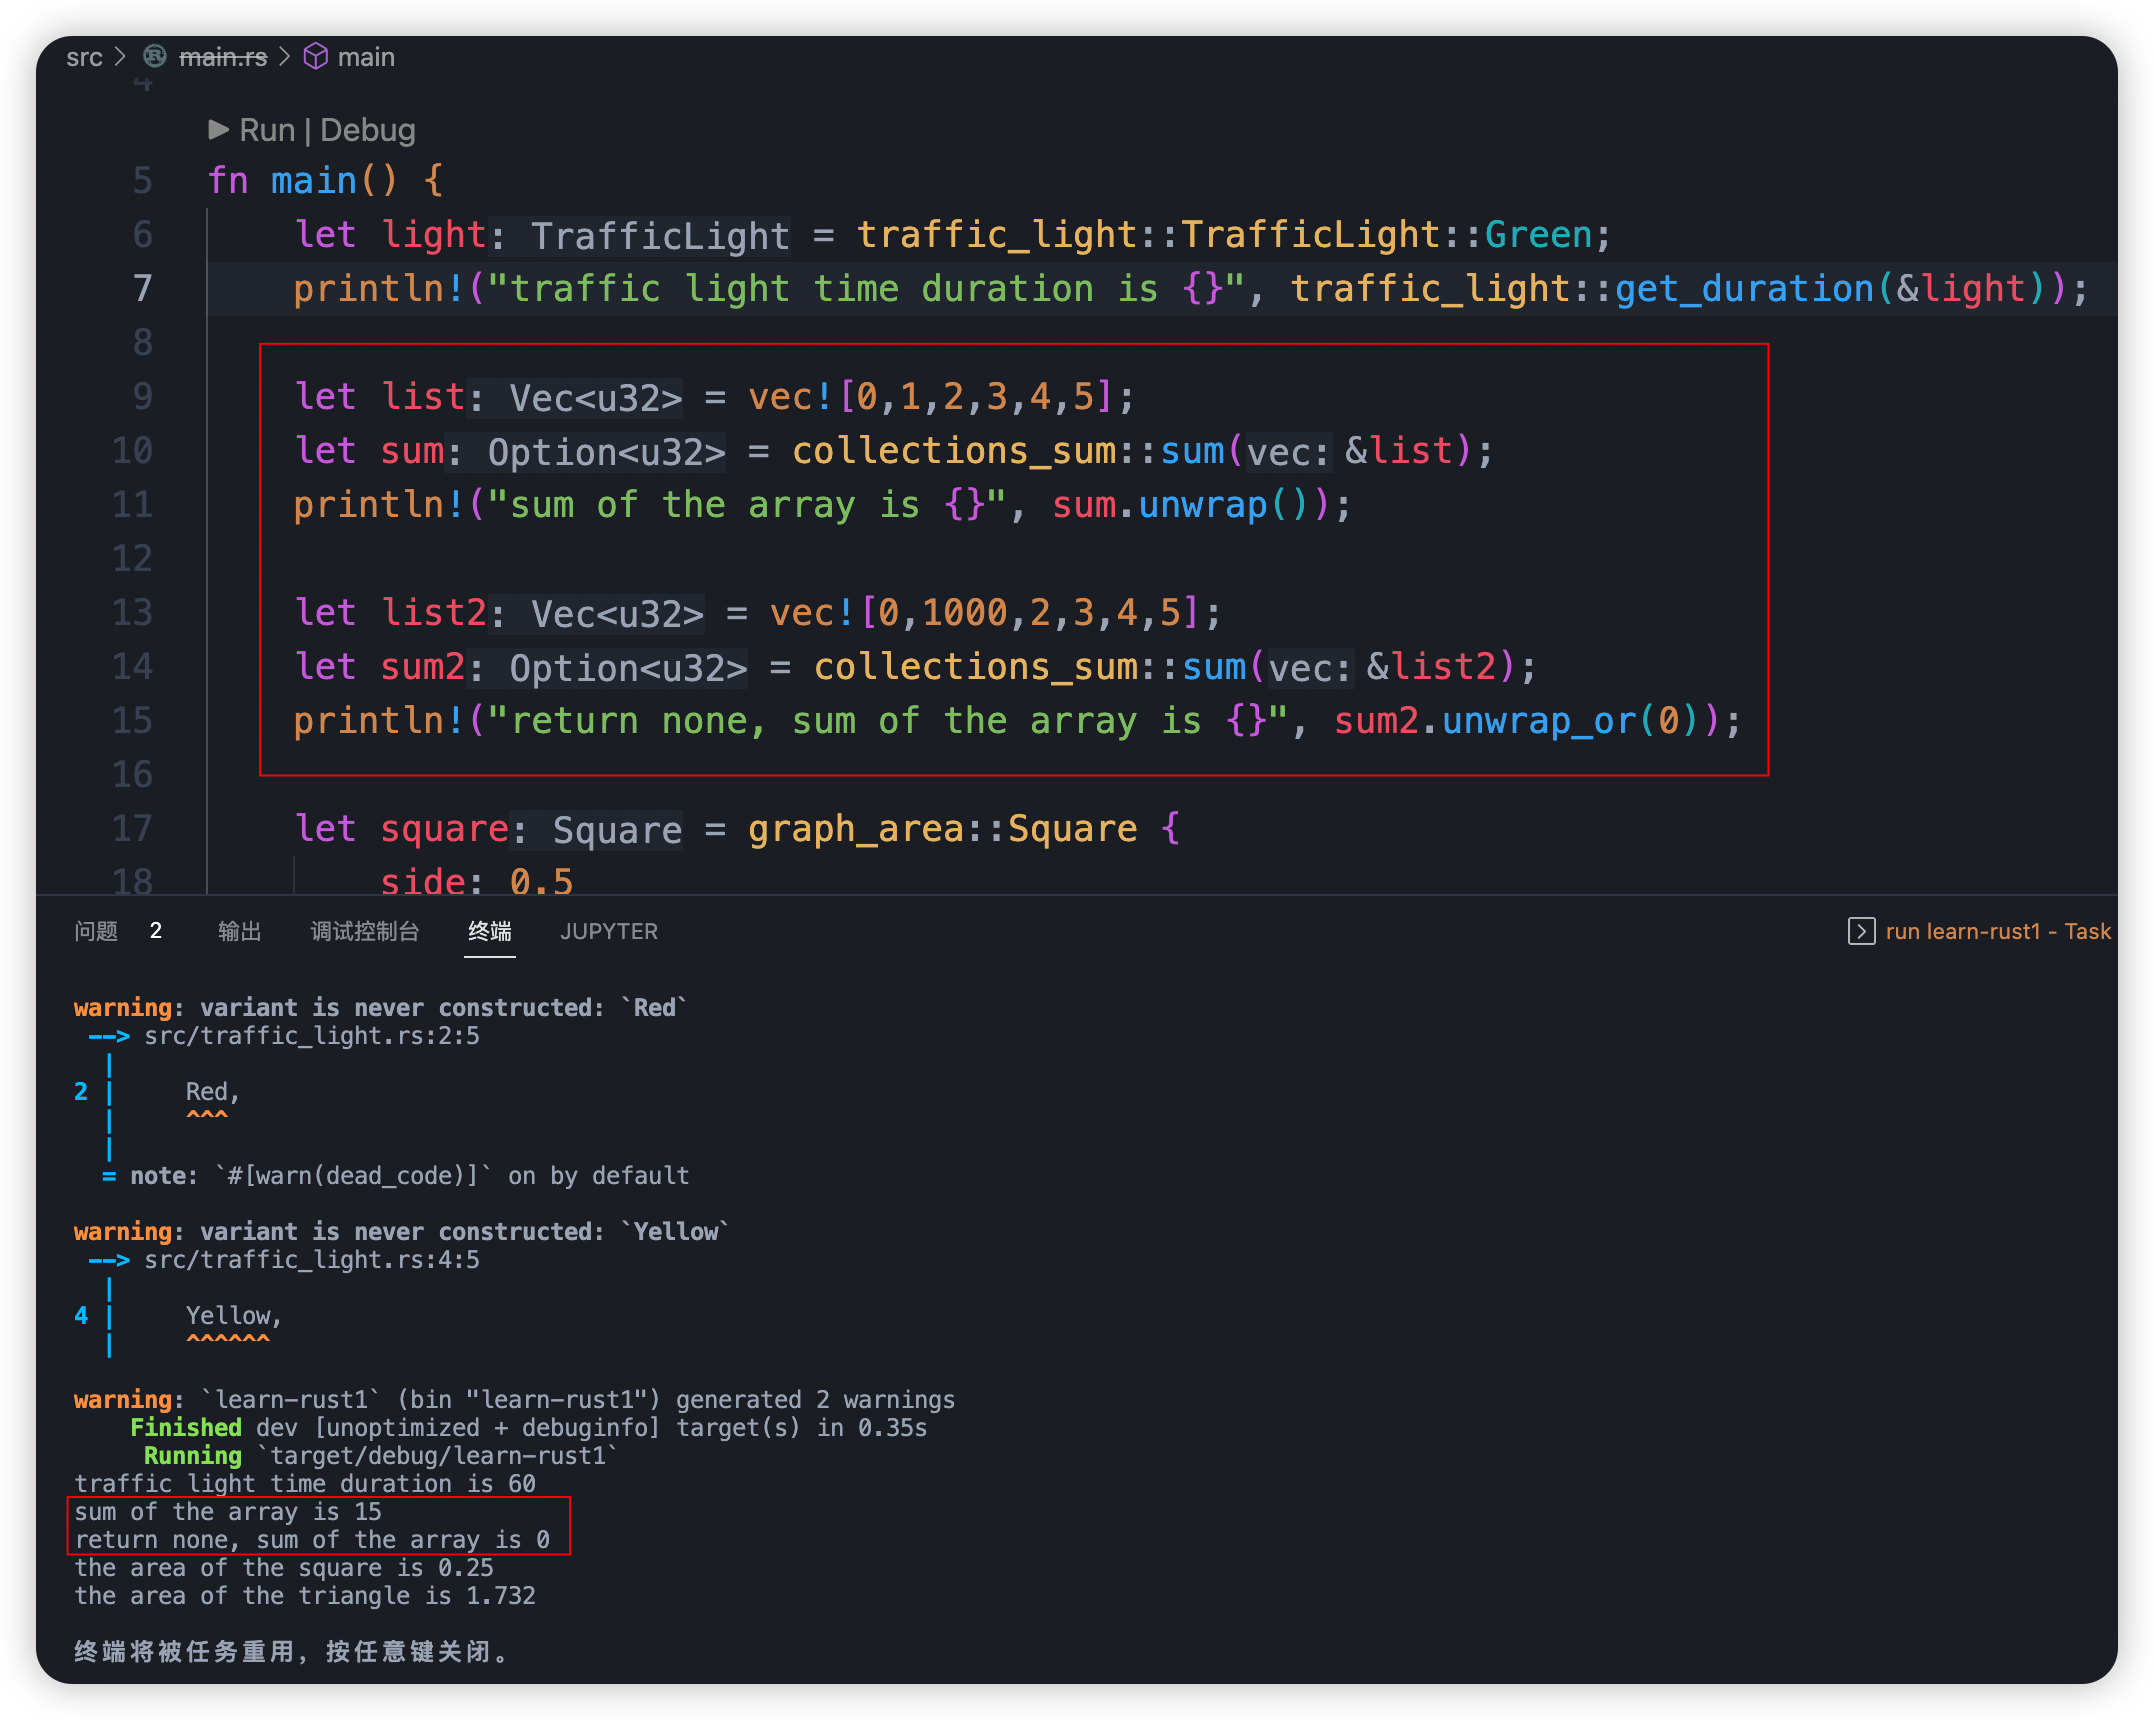 src > main.rs > main
4
Run | Debug
5 fn main() {
6 let light: TrafficLight = traffic_light::TrafficLight::Green;
7 println!("traffic light time duration is {}", traffic_light::get_duration(&light));
8
9 let list: Vec<u32> = vec![0,1,2,3,4,5];
10 let sum: Option<u32> = collections_sum::sum(vec: &list);
11 println!("sum of the array is {}", sum.unwrap());
12
13 let list2: Vec<u32> = vec![0,1000,2,3,4,5];
14 let sum2: Option<u32> = collections_sum::sum(vec: &list2);
15 println!("return none, sum of the array is {}", sum2.unwrap_or(0));
16
17 let square: Square = graph_area::Square {
18 side: 0.5
问题 2 输出 调试控制台 终端 JUPYTER run learn-rust1 - Task
warning: variant is never constructed: `Red`
--> src/traffic_light.rs:2:5
|
2 | Red,
| ^^^
|
= note: `#[warn(dead_code)]` on by default
warning: variant is never constructed: `Yellow`
--> src/traffic_light.rs:4:5
|
4 | Yellow,
| ^^^^^^
warning: `learn-rust1` (bin "learn-rust1") generated 2 warnings
Finished dev [unoptimized + debuginfo] target(s) in 0.35s
Running `target/debug/learn-rust1`
traffic light time duration is 60
sum of the array is 15
return none, sum of the array is 0
the area of the square is 0.25
the area of the triangle is 1.732
终端将被任务重用，按任意键关闭。